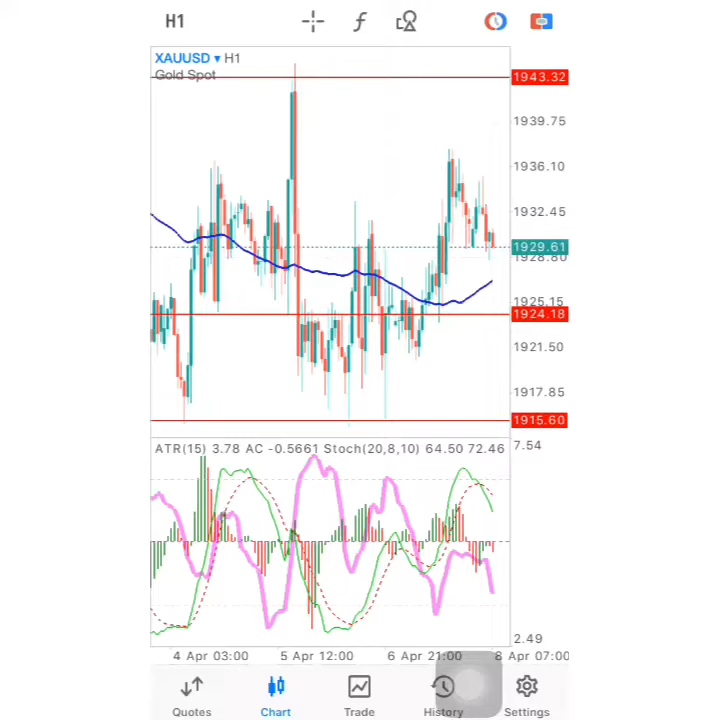 H1
XAUUSD ▾ H1
Gold Spot
1943.32
1939.75
1936.10
1932.45
1929.61
1928.80
1925.15
1924.18
1921.50
1917.85
1915.60
ATR(15) 3.78 AC -0.5661 Stoch(20,8,10) 64.50 72.46
7.54
2.49
4 Apr 03:00 5 Apr 12:00 6 Apr 21:00 8 Apr 07:00
Quotes Chart Trade History Settings